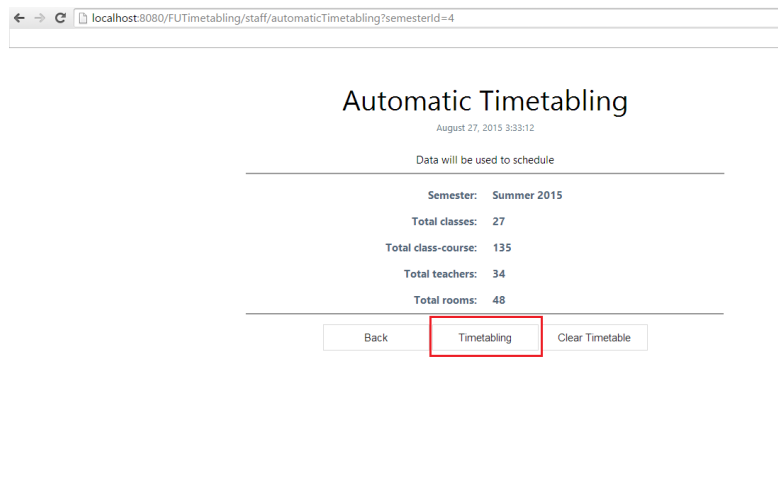 localhost:8080/FUTimetabling/staff/automaticTimetabling?semesterId=4
Automatic Timetabling
August 27, 2015 3:33:12
Data will be used to schedule
Semester: Summer 2015
Total classes: 27
Total class-course: 135
Total teachers: 34
Total rooms: 48
Back Timetabling Clear Timetable